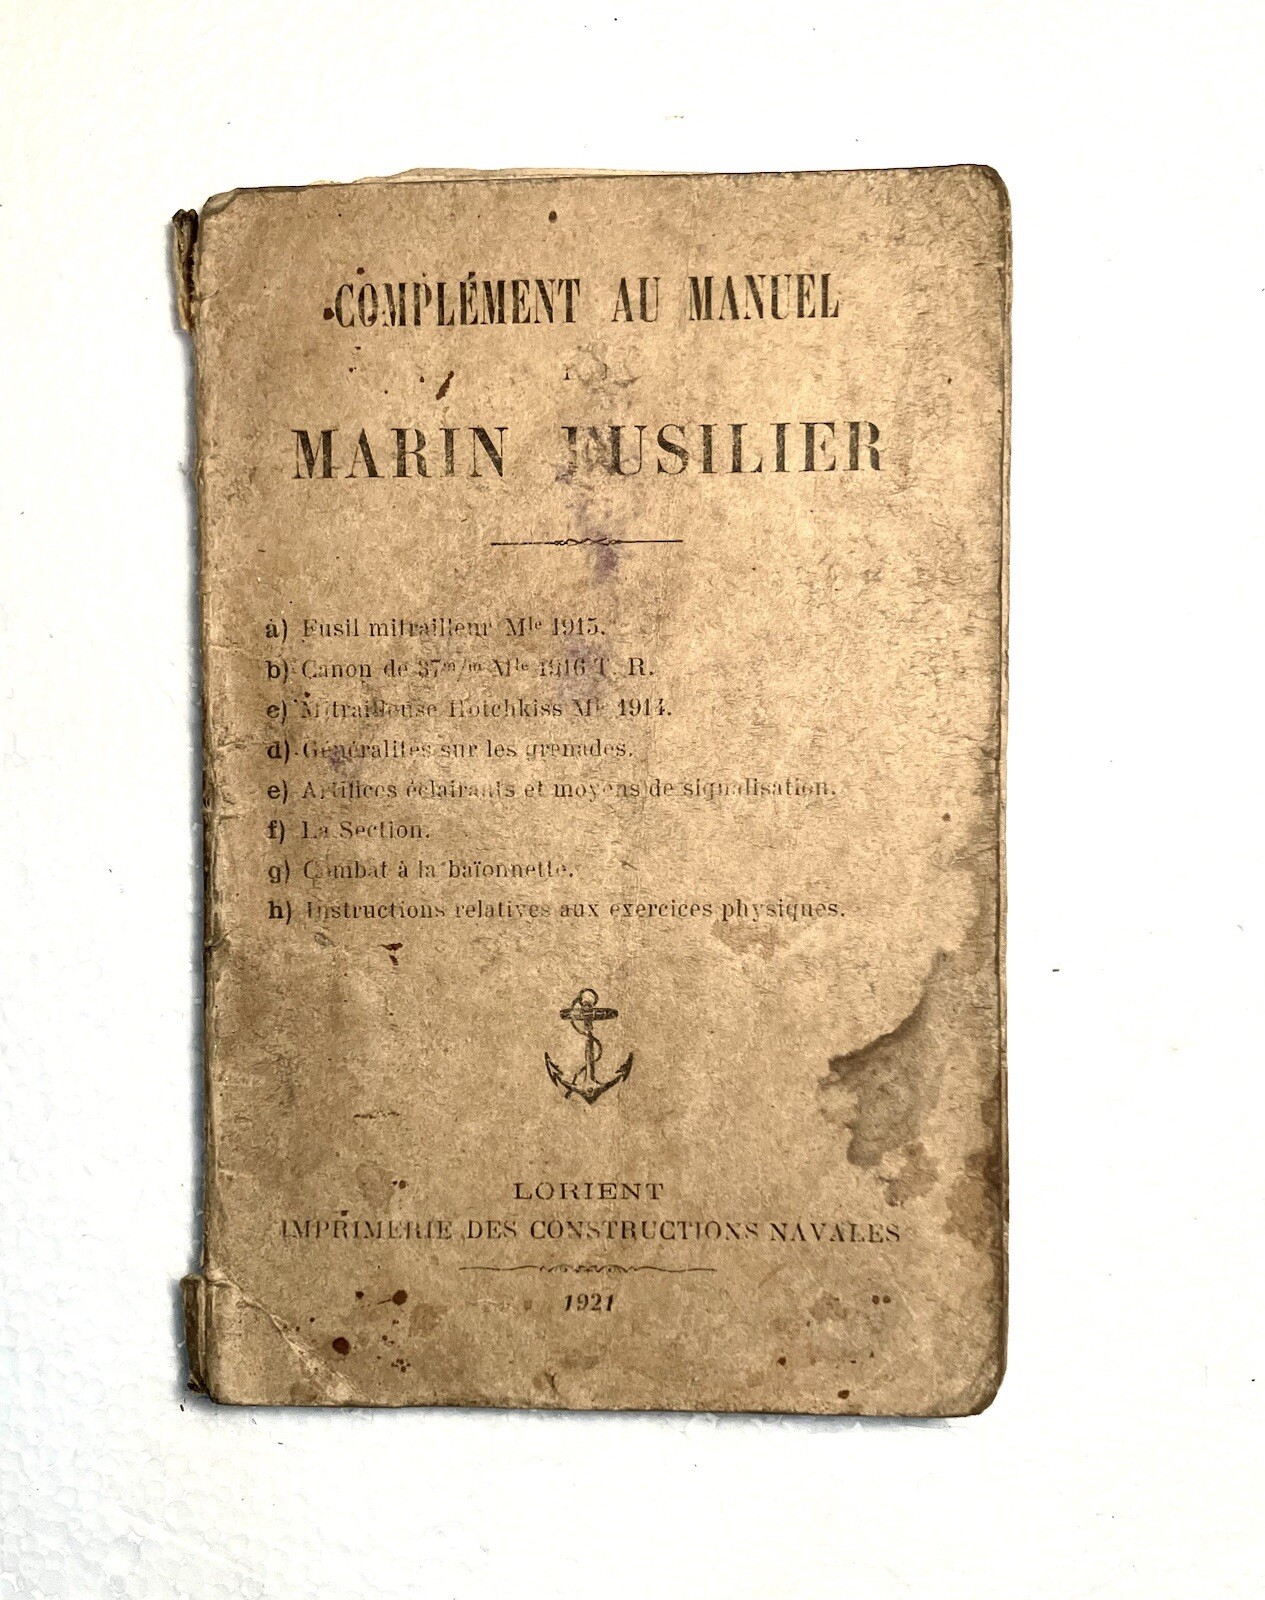 COMPLÉMENT AU MANUEL
MARIN FUSILIER
a) Fusil mitrailleur Mle 1915.
b) Canon de 37m/m Mle 1916 T. R.
c) Mitrailleuse Hotchkiss Mle 1914.
d) Généralités sur les grenades.
e) Artifices éclairants et moyens de signalisation.
f) La Section.
g) Combat à la baïonnette.
h) Instructions relatives aux exercices physiques.
LORIENT
IMPRIMERIE DES CONSTRUCTIONS NAVALES
1921